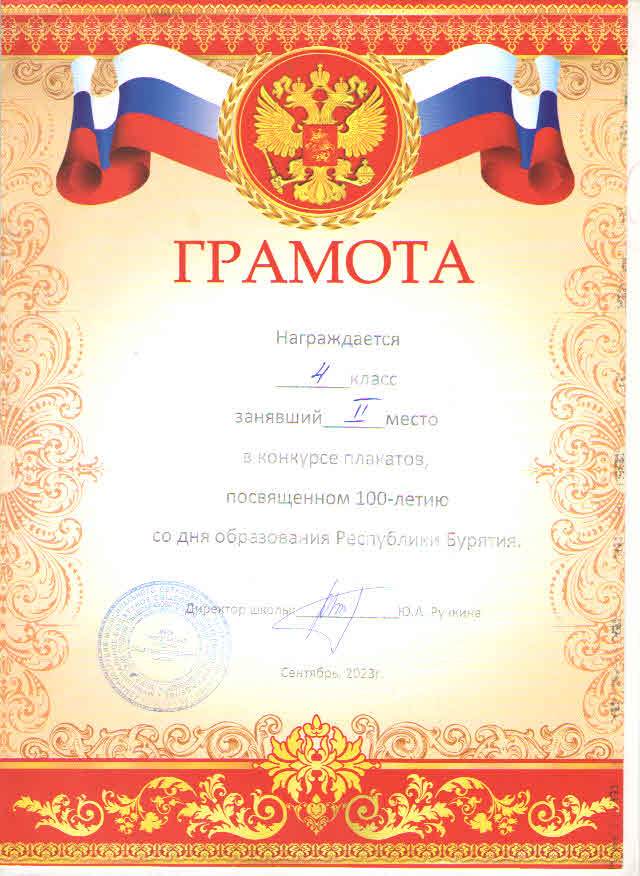 ГРАМОТА
Награждается
4 класс
занявший II место
в конкурсе плакатов,
посвященном 100-летию
со дня образования Республики Бурятия.
Директор школы: Ю.А. Ручкина
Сентябрь, 2023г.